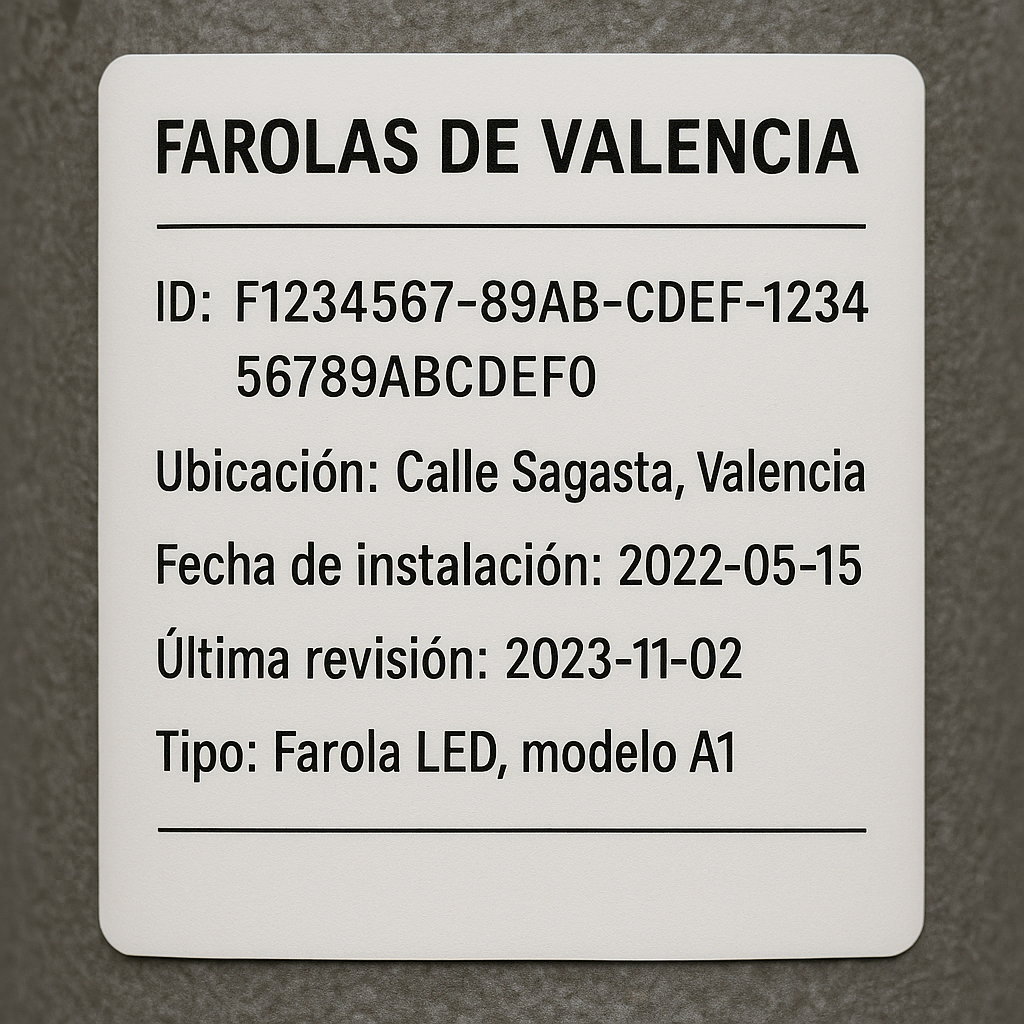 FAROLAS DE VALENCIA
ID: F1234567-89AB-CDEF-1234
56789ABCDEF0
Ubicación: Calle Sagasta, Valencia
Fecha de instalación: 2022-05-15
Última revisión: 2023-11-02
Tipo: Farola LED, modelo A1